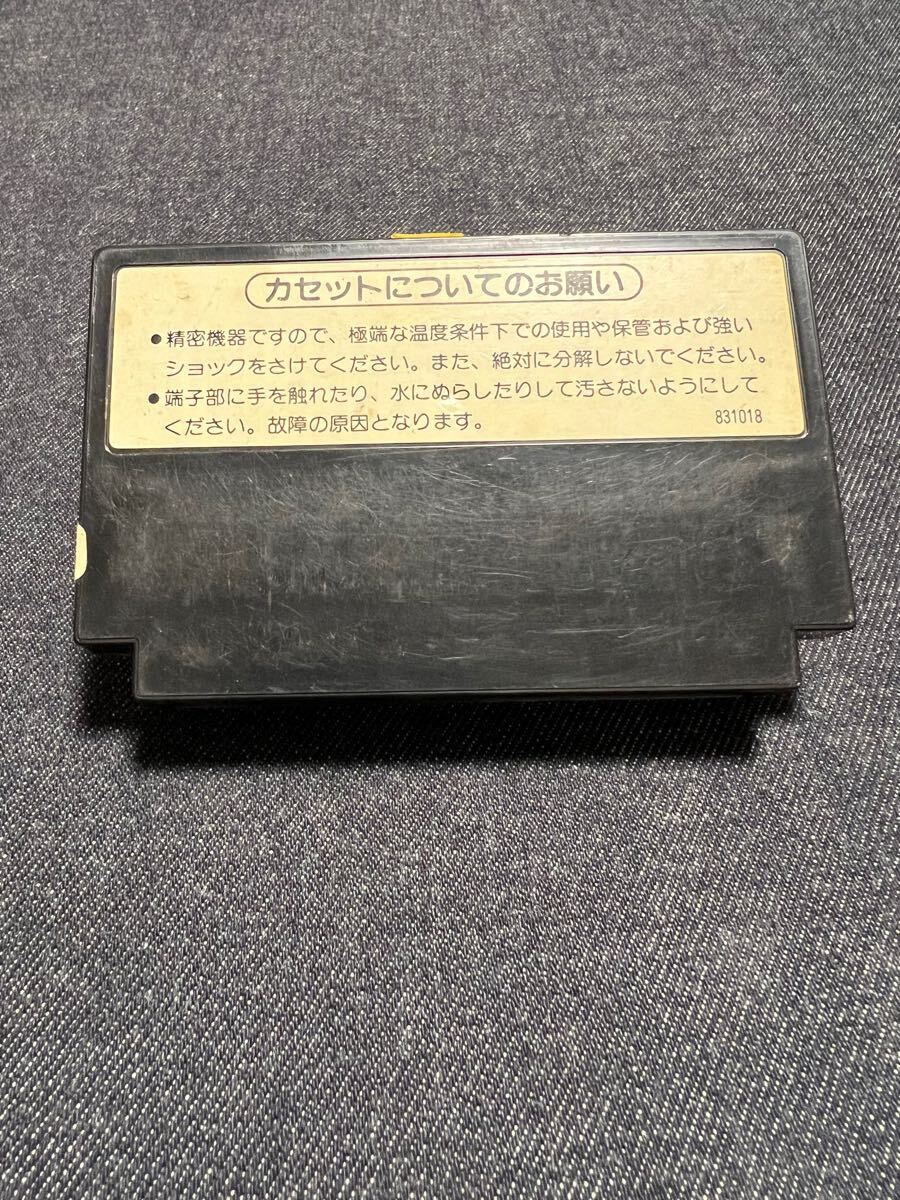 カセットについてのお願い
●精密機器ですので、極端な温度条件下での使用や保管および強い
ショックをさけてください。また、絶対に分解しないでください。
●端子部に手を触れたり、水にぬらしたりして汚さないようにして
ください。故障の原因となります。
831018